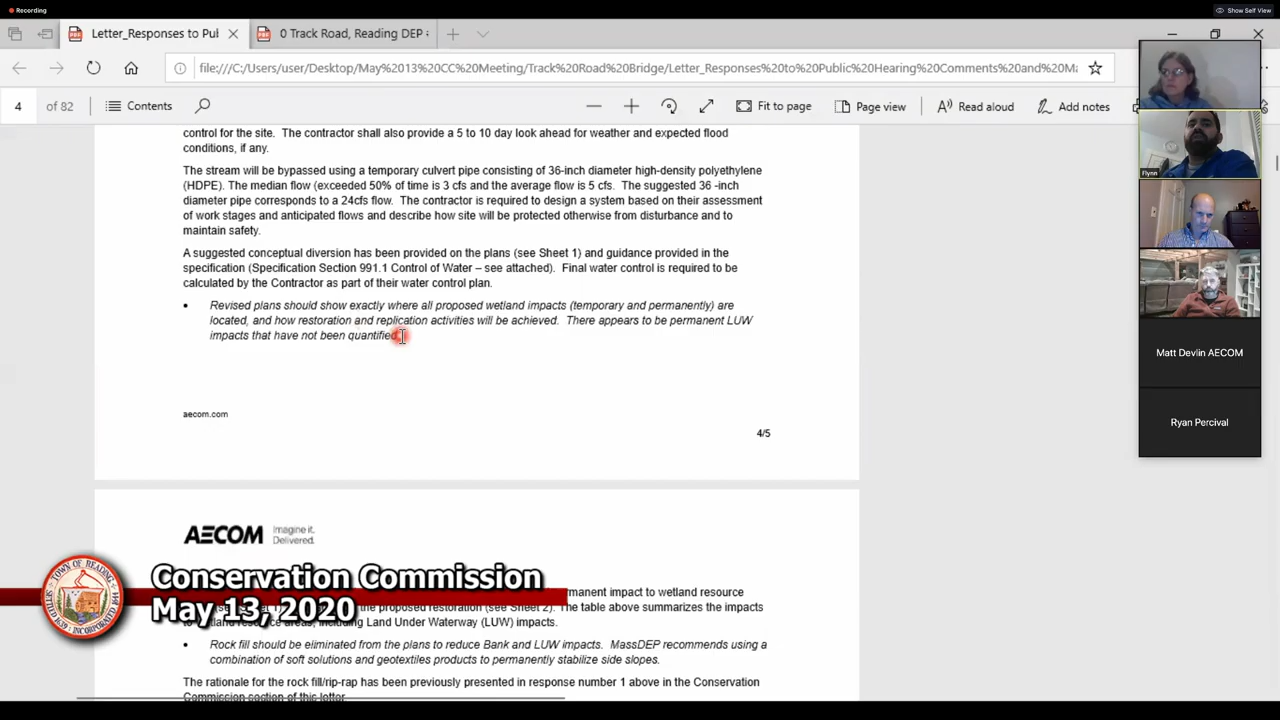 Recording
Show Self View
Letter_Responses to Pul
0 Track Road, Reading DEP
file:///C:/Users/user/Desktop/May%2013%20CC%20Meeting/Track%20Road%20Bridge/Letter_Responses%20to%20Public%20Hearing%20Comments%20and%20Ma
4 of 82
Contents
Fit to page
Page view
Read aloud
Add notes
control for the site. The contractor shall also provide a 5 to 10 day look ahead for weather and expected flood
conditions, if any.
The stream will be bypassed using a temporary culvert pipe consisting of 36-inch diameter high-density polyethylene
(HDPE). The median flow (exceeded 50% of time is 3 cfs and the average flow is 5 cfs. The suggested 36 -inch
diameter pipe corresponds to a 24cfs flow. The contractor is required to design a system based on their assessment
of work stages and anticipated flows and describe how site will be protected otherwise from disturbance and to
maintain safety.
A suggested conceptual diversion has been provided on the plans (see Sheet 1) and guidance provided in the
specification (Specification Section 991.1 Control of Water – see attached). Final water control is required to be
calculated by the Contractor as part of their water control plan.
• Revised plans should show exactly where all proposed wetland impacts (temporary and permanently) are
located, and how restoration and replication activities will be achieved. There appears to be permanent LUW
impacts that have not been quantified.
aecom.com
4/5
AECOM Imagine it.
Delivered.
manent impact to wetland resource
the proposed restoration (see Sheet 2). The table above summarizes the impacts
including Land Under Waterway (LUW) impacts.
• Rock fill should be eliminated from the plans to reduce Bank and LUW impacts. MassDEP recommends using a
combination of soft solutions and geotextiles products to permanently stabilize side slopes.
The rationale for the rock fill/rip-rap has been previously presented in response number 1 above in the Conservation
Commission section of this letter
TOWN OF READING
INCORPORATED
Conservation Commission
May 13, 2020
Flynn
Matt Devlin AECOM
Ryan Percival